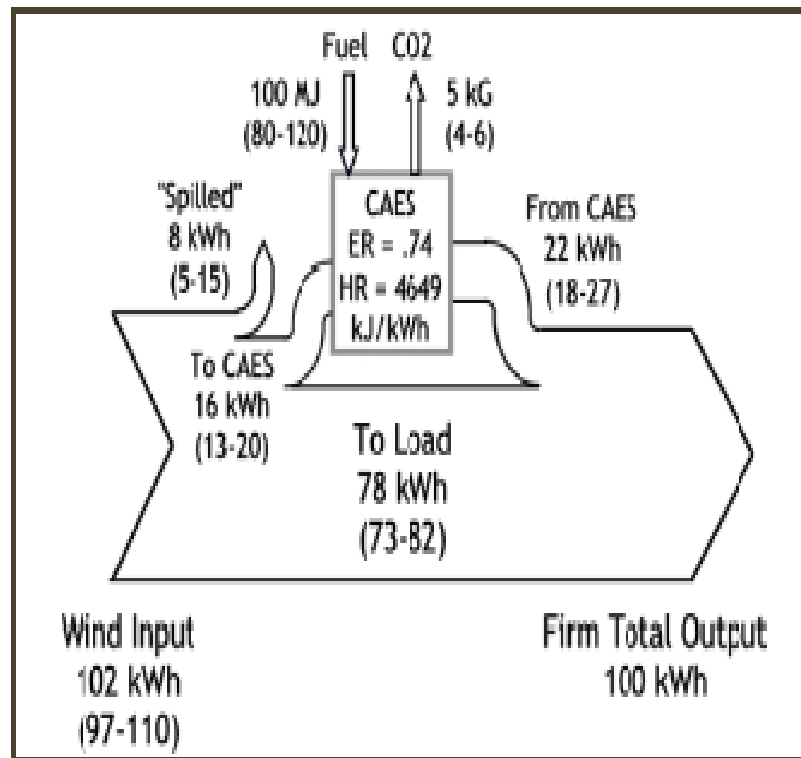 Fuel CO2
100 MJ
(80-120)
5 kG
(4-6)
"Spilled"
8 kWh
(5-15)
CAES
ER = .74
HR = 4649
kJ/kWh
From CAES
22 kWh
(18-27)
To CAES
16 kWh
(13-20)
To Load
78 kWh
(73-82)
Wind Input
102 kWh
(97-110)
Firm Total Output
100 kWh